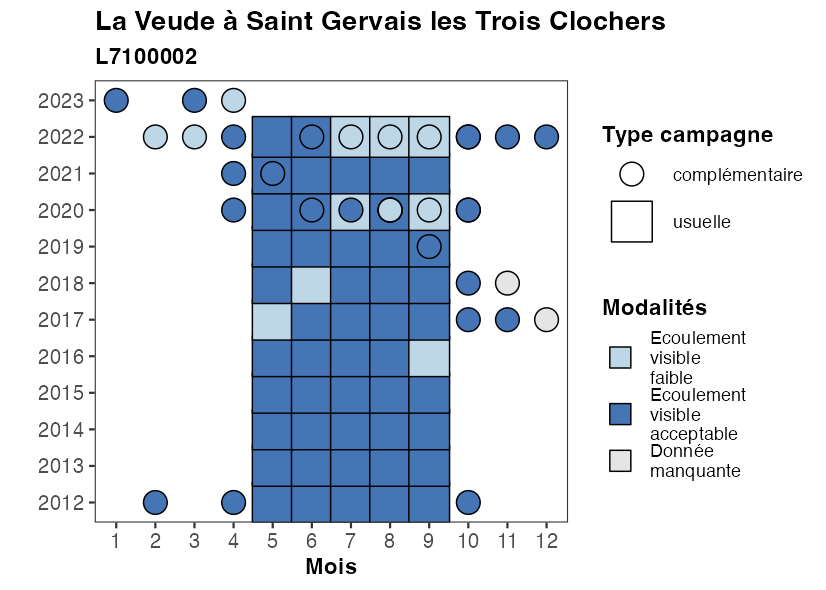 La Veude à Saint Gervais les Trois Clochers
L7100002
2023
2022
2021
2020
2019
2018
2017
2016
2015
2014
2013
2012
1 2 3 4 5 6 7 8 9 10 11 12
Mois
Type campagne
complémentaire
usuelle
Modalités
Ecoulement
visible
faible
Ecoulement
visible
acceptable
Donnée
manquante